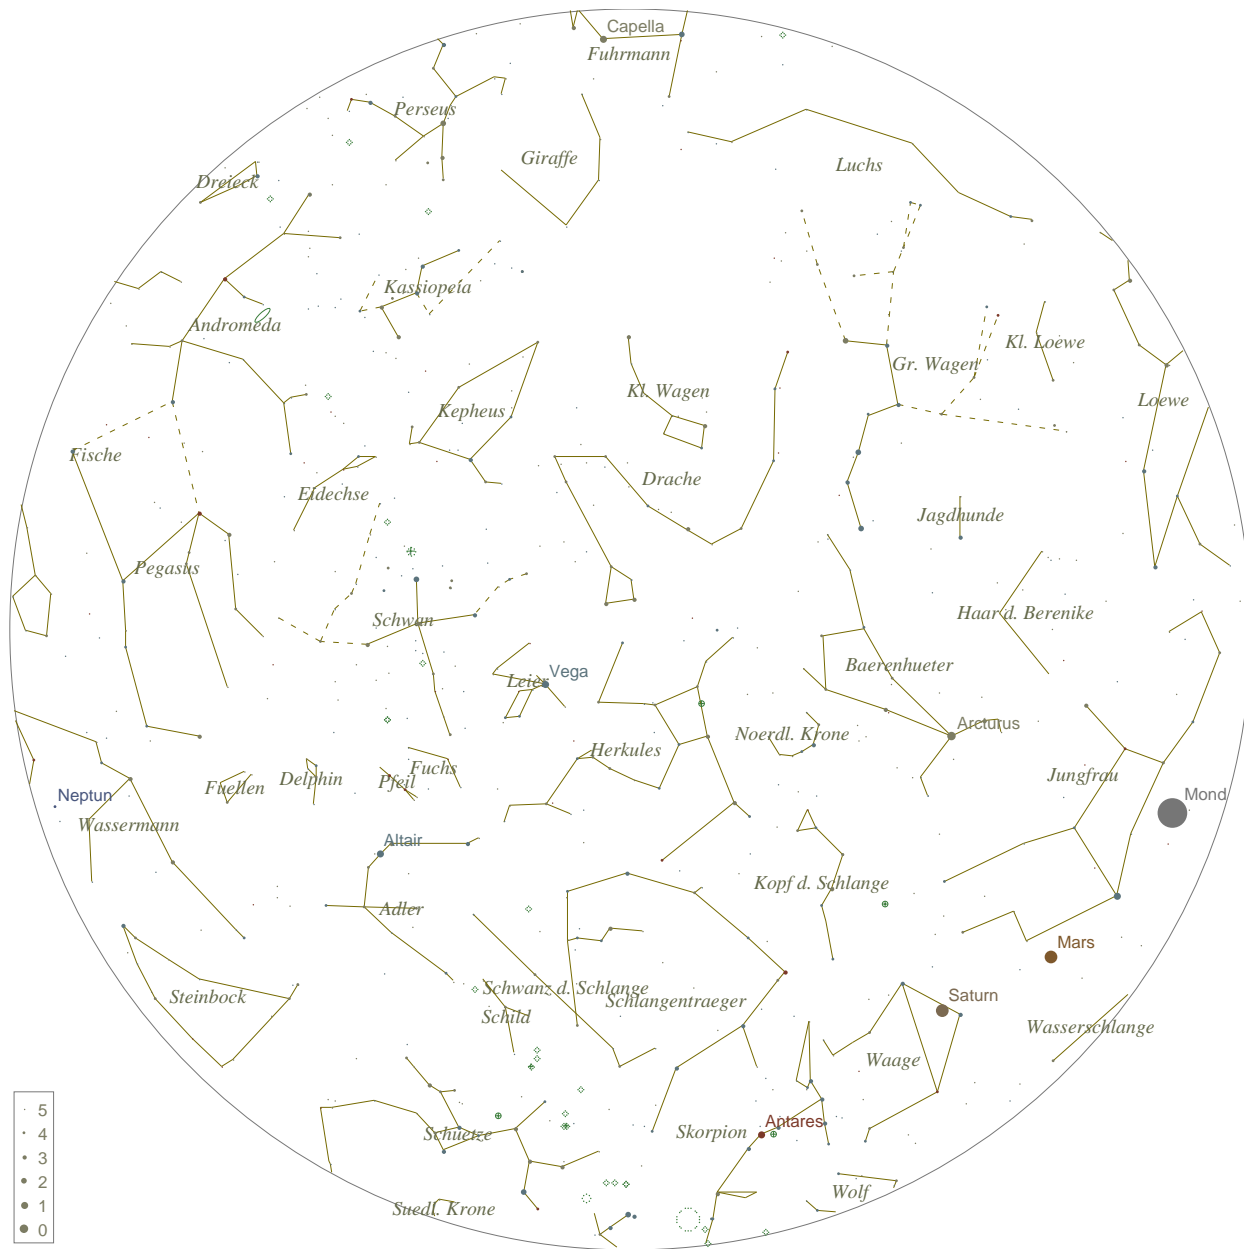 Capella
Fuhrmann
Perseus
Giraffe
Luchs
Dreieck
Kassiopeia
Andromeda
Kl. Loewe
Gr. Wagen
Kl. Wagen
Loewe
Kepheus
Fische
Drache
Eidechse
Jagdhunde
Pegasus
Haar d. Berenike
Schwan
Baerenhueter
Vega
Leier
Arcturus
Noerdl. Krone
Herkules
Fuchs
Jungfrau
Delphin
Pfeil
Fuellen
Neptun
Mond
Wassermann
Altair
Kopf d. Schlange
Adler
Mars
Schwanz d. Schlange
Steinbock
Saturn
Schlangentraeger
Schild
Wasserschlange
Waage
5
Antares
4
Schuetze
Skorpion
3
2
Wolf
1
Suedl. Krone
0